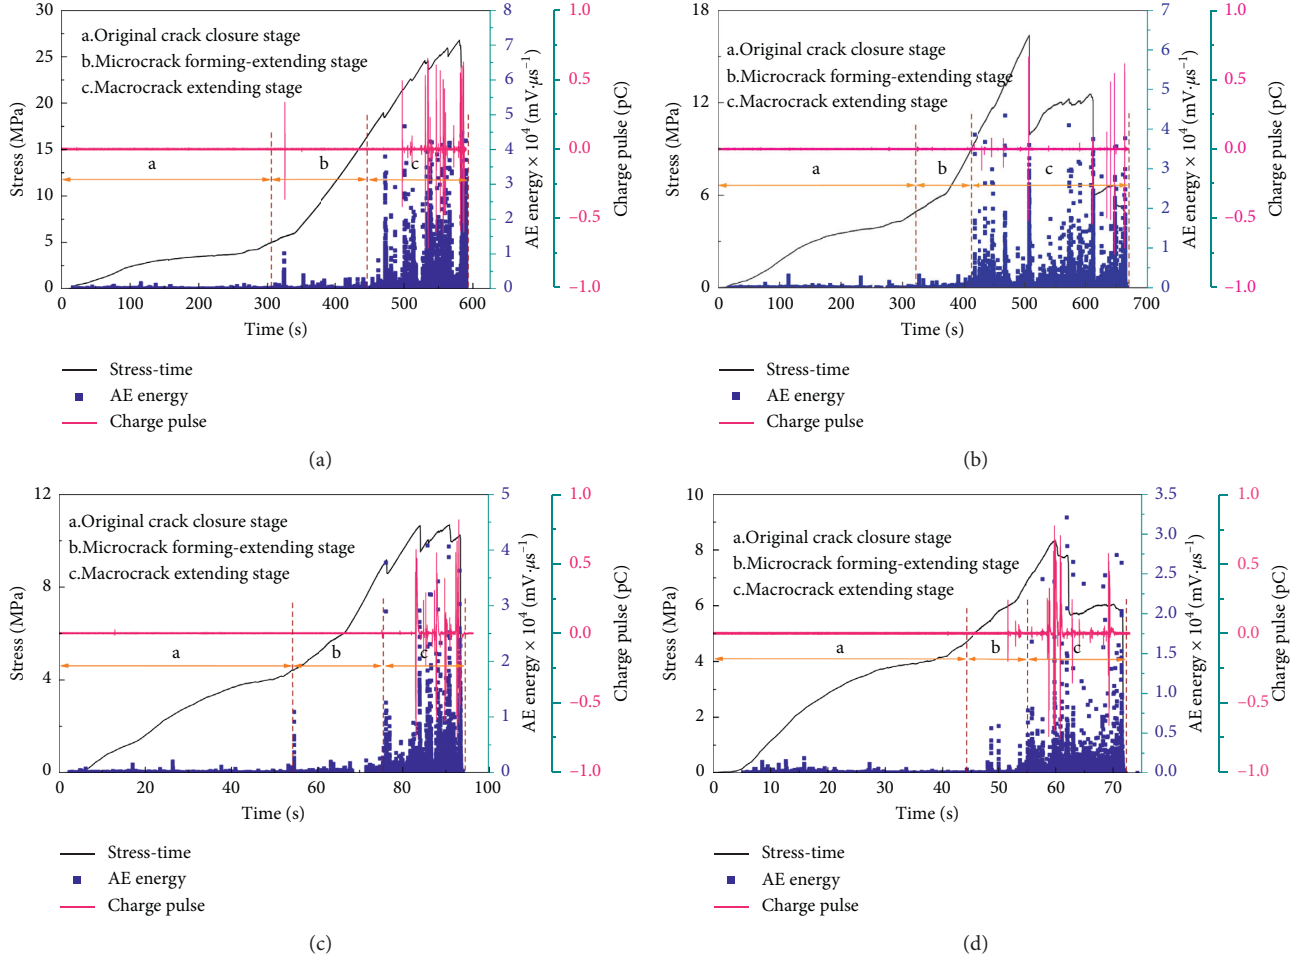 30
25
20
15
10
5
0
Stress (MPa)
a.Original crack closure stage
b.Microcrack forming-extending stage
c.Macrocrack extending stage
a
b
c
0
100
200
300
400
500
600
Time (s)
8
7
6
5
4
3
2
1
0
AE energy × 10⁴ (mV·μs⁻¹)
1.0
0.5
0.0
−0.5
−1.0
Charge pulse (pC)
Stress-time
AE energy
Charge pulse
(a)
18
12
6
0
Stress (MPa)
a.Original crack closure stage
b.Microcrack forming-extending stage
c.Macrocrack extending stage
a
b
c
0
100
200
300
400
500
600
700
Time (s)
7
6
5
4
3
2
1
0
AE energy × 10⁴ (mV·μs⁻¹)
1.0
0.5
0.0
−0.5
−1.0
Charge pulse (pC)
Stress-time
AE energy
Charge pulse
(b)
12
8
4
0
Stress (MPa)
a.Original crack closure stage
b.Microcrack forming-extending stage
c.Macrocrack extending stage
a
b
c
0
20
40
60
80
100
Time (s)
5
4
3
2
1
0
AE energy × 10⁴ (mV·μs⁻¹)
1.0
0.5
0.0
−0.5
−1.0
Charge pulse (pC)
Stress-time
AE energy
Charge pulse
(c)
10
8
6
4
2
0
Stress (MPa)
a.Original crack closure stage
b.Microcrack forming-extending stage
c.Macrocrack extending stage
a
b
c
0
10
20
30
40
50
60
70
Time (s)
3.5
3.0
2.5
2.0
1.5
1.0
0.5
0.0
AE energy × 10⁴ (mV·μs⁻¹)
1.0
0.5
0.0
−0.5
−1.0
Charge pulse (pC)
Stress-time
AE energy
Charge pulse
(d)